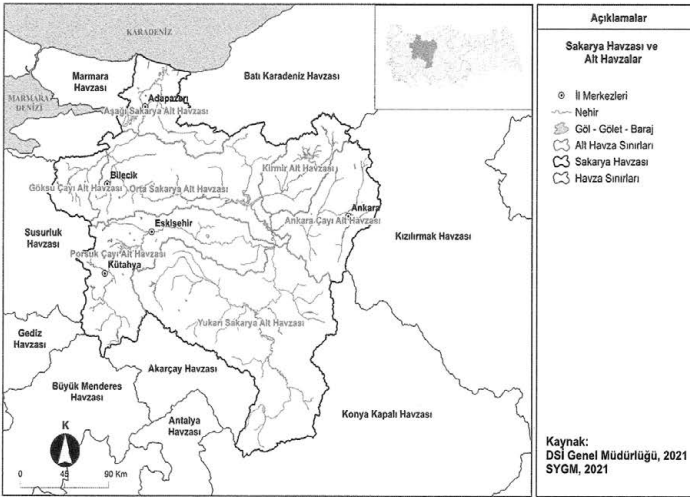 KARADENİZ
Marmara
Havzası
Batı Karadeniz Havzası
MARMARA
DENİZİ
Adapazarı
Aşağı Sakarya Alt Havzası
Bilecik
Göksu Çayı Alt Havzası
Orta Sakarya Alt Havzası
Kirmir Alt Havzası
Ankara
Ankara Çayı Alt Havzası
Eskişehir
Susurluk
Havzası
Kızılırmak Havzası
Porsuk Çayı Alt Havzası
Kütahya
Yukarı Sakarya Alt Havzası
Gediz
Havzası
Akarçay Havzası
Büyük Menderes
Havzası
Antalya
Havzası
Konya Kapalı Havzası
K
0 45 90 Km
Açıklamalar
Sakarya Havzası ve
Alt Havzalar
İl Merkezleri
Nehir
Göl - Gölet - Baraj
Alt Havza Sınırları
Sakarya Havzası
Havza Sınırları
Kaynak:
DSİ Genel Müdürlüğü, 2021
SYGM, 2021